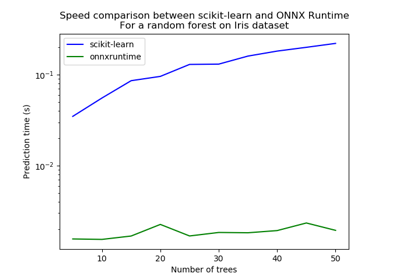 Speed comparison between scikit-learn and ONNX Runtime
For a random forest on Iris dataset
scikit-learn
onnxruntime
10⁻¹
10⁻²
Prediction time (s)
10
20
30
40
50
Number of trees